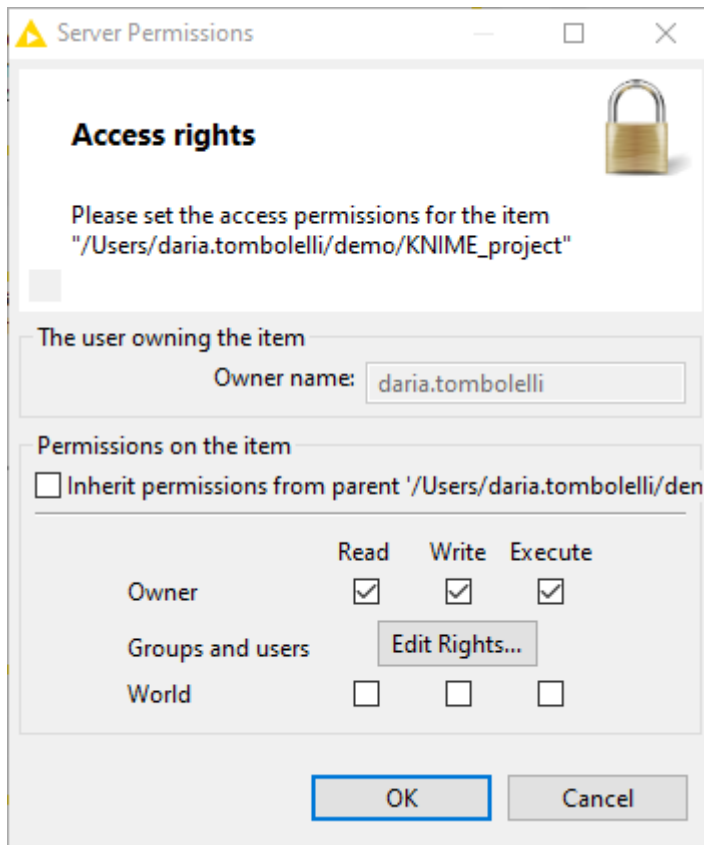 Server Permissions
Access rights
Please set the access permissions for the item
"/Users/daria.tombolelli/demo/KNIME_project"
The user owning the item
Owner name: daria.tombolelli
Permissions on the item
Inherit permissions from parent '/Users/daria.tombolelli/den
Read Write Execute
Owner
Groups and users Edit Rights...
World
OK Cancel